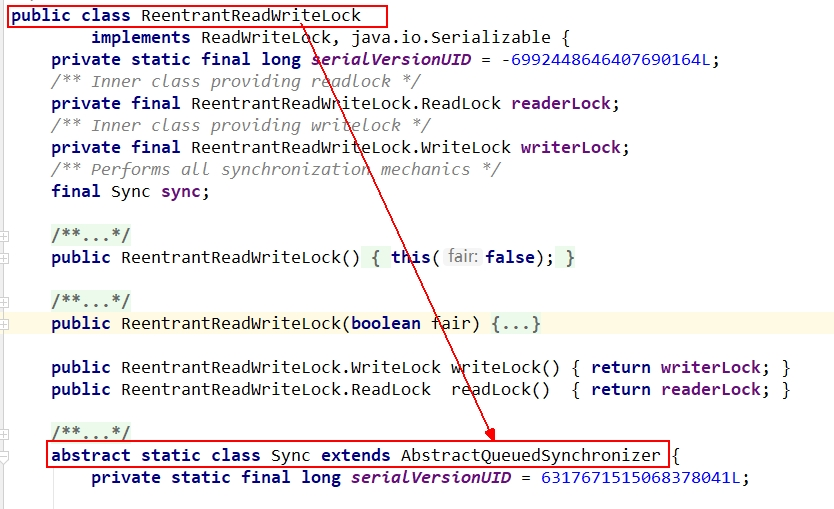 public class ReentrantReadWriteLock
implements ReadWriteLock, java.io.Serializable {
private static final long serialVersionUID = -6992448646407690164L;
/** Inner class providing readlock */
private final ReentrantReadWriteLock.ReadLock readerLock;
/** Inner class providing writelock */
private final ReentrantReadWriteLock.WriteLock writerLock;
/** Performs all synchronization mechanics */
final Sync sync;
/**...*/
public ReentrantReadWriteLock() { this( fair: false); }
/**...*/
public ReentrantReadWriteLock(boolean fair) {...}
public ReentrantReadWriteLock.WriteLock writeLock() { return writerLock; }
public ReentrantReadWriteLock.ReadLock  readLock()  { return readerLock; }
/**...*/
abstract static class Sync extends AbstractQueuedSynchronizer {
private static final long serialVersionUID = 6317671515068378041L;